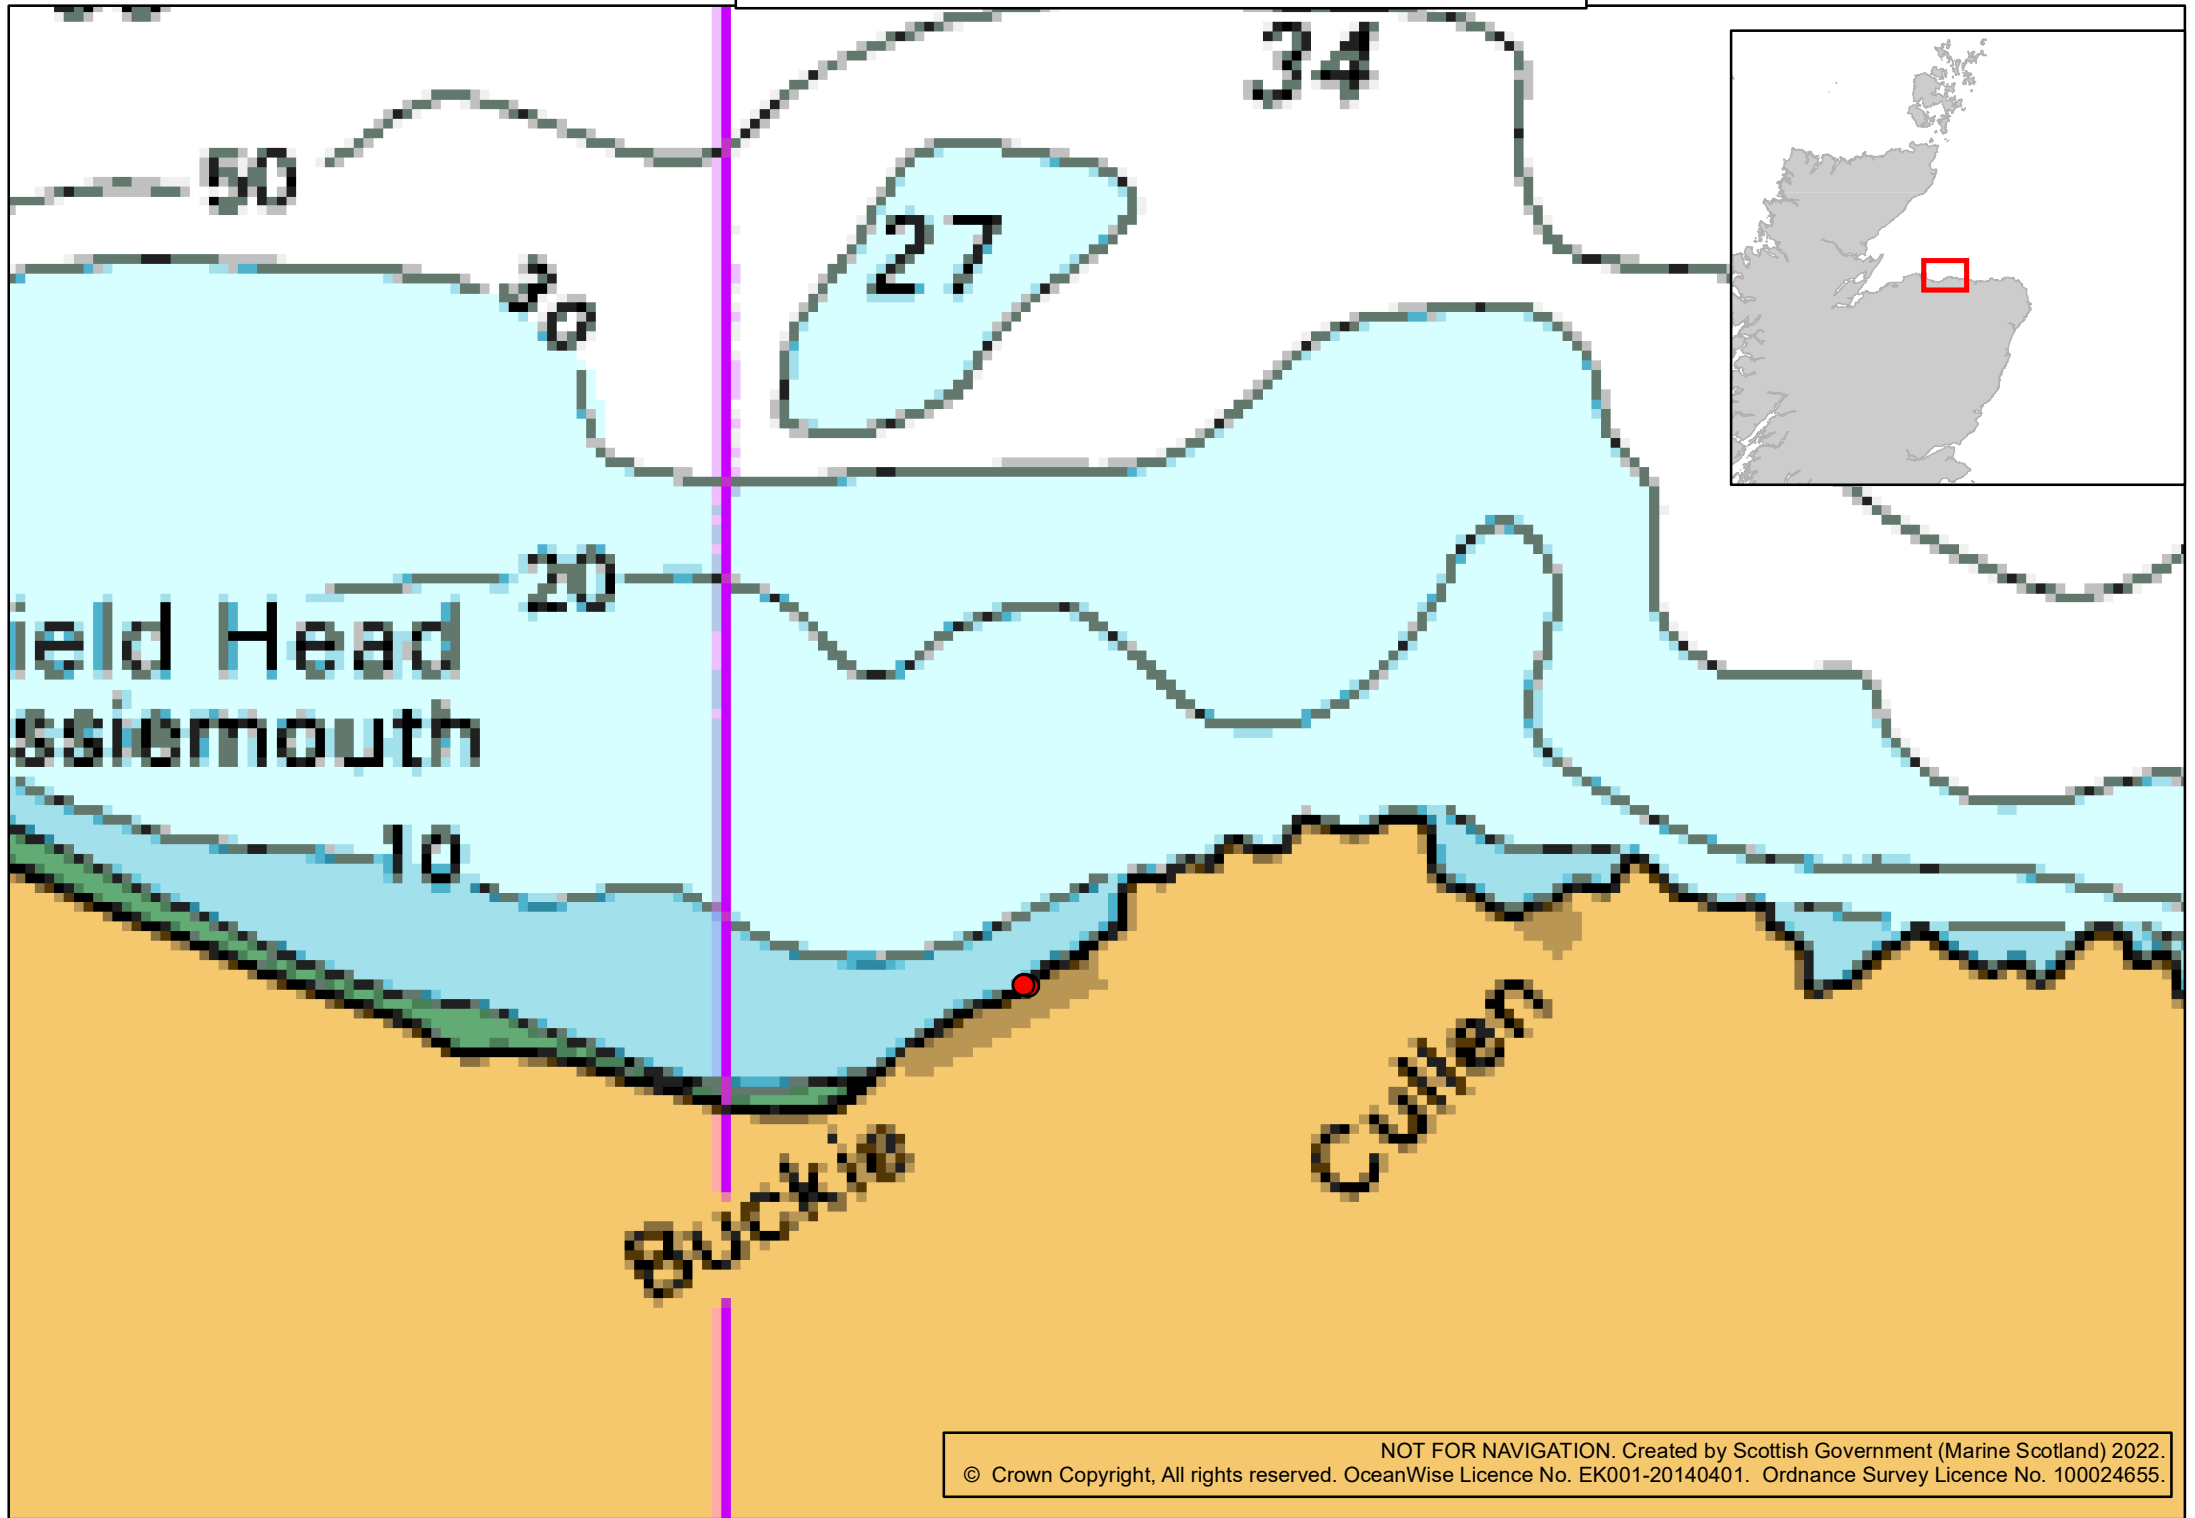 34
50
27
30
20
ield Head
ssiemouth
10
Cullen
Buckie
NOT FOR NAVIGATION. Created by Scottish Government (Marine Scotland) 2022.
© Crown Copyright, All rights reserved. OceanWise Licence No. EK001-20140401. Ordnance Survey Licence No. 100024655.